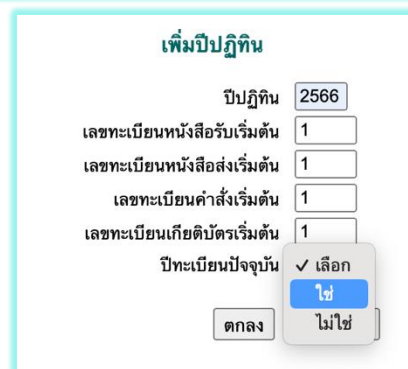 เพิ่มปีปฏิทิน
ปีปฏิทิน 2566
เลขทะเบียนหนังสือรับเริ่มต้น 1
เลขทะเบียนหนังสือส่งเริ่มต้น 1
เลขทะเบียนคำสั่งเริ่มต้น 1
เลขทะเบียนเกียติบัตรเริ่มต้น 1
ปีทะเบียนปัจจุบัน ✓ เลือก
ใช่
ตกลง ไม่ใช่